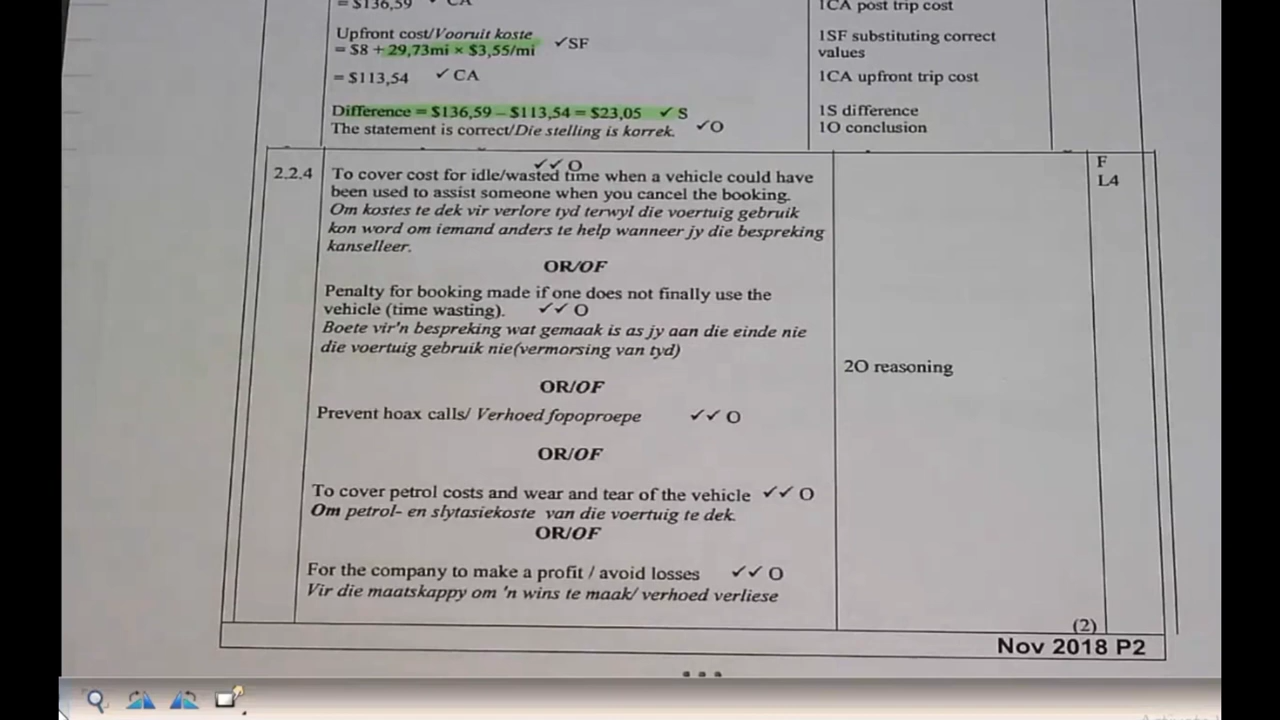 = $136,59 ✓ CA
1CA post trip cost
Upfront cost/Vooruit koste
= $8 + 29,73mi × $3,55/mi ✓SF
1SF substituting correct
values
= $113,54 ✓ CA
1CA upfront trip cost
Difference = $136,59 – $113,54 = $23,05 ✓ S
1S difference
The statement is correct/Die stelling is korrek. ✓O
1O conclusion
2.2.4
✓✓ O
To cover cost for idle/wasted time when a vehicle could have
been used to assist someone when you cancel the booking.
Om kostes te dek vir verlore tyd terwyl die voertuig gebruik
kon word om iemand anders te help wanneer jy die bespreking
kanselleer.
OR/OF
Penalty for booking made if one does not finally use the
vehicle (time wasting). ✓✓ O
Boete vir'n bespreking wat gemaak is as jy aan die einde nie
die voertuig gebruik nie(vermorsing van tyd)
OR/OF
Prevent hoax calls/ Verhoed fopoproepe ✓✓ O
OR/OF
To cover petrol costs and wear and tear of the vehicle ✓✓ O
Om petrol- en slytasiekoste van die voertuig te dek.
OR/OF
For the company to make a profit / avoid losses ✓✓ O
Vir die maatskappy om 'n wins te maak/ verhoed verliese
2O reasoning
F
L4
(2)
Nov 2018 P2